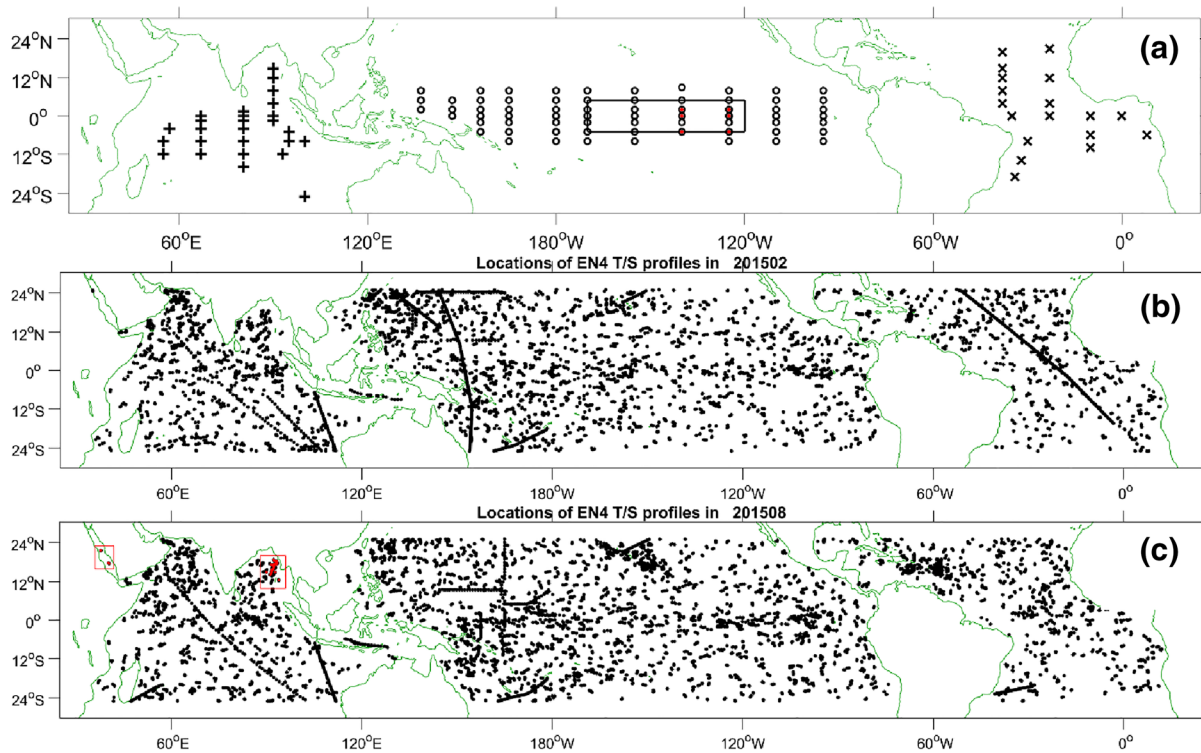 (a)
24°N
12°N
0°
12°S
24°S
60°E 120°E 180°W 120°W 60°W 0°
Locations of EN4 T/S profiles in 201502
(b)
24°N
12°N
0°
12°S
24°S
60°E 120°E 180°W 120°W 60°W 0°
Locations of EN4 T/S profiles in 201508
(c)
24°N
12°N
0°
12°S
24°S
60°E 120°E 180°W 120°W 60°W 0°